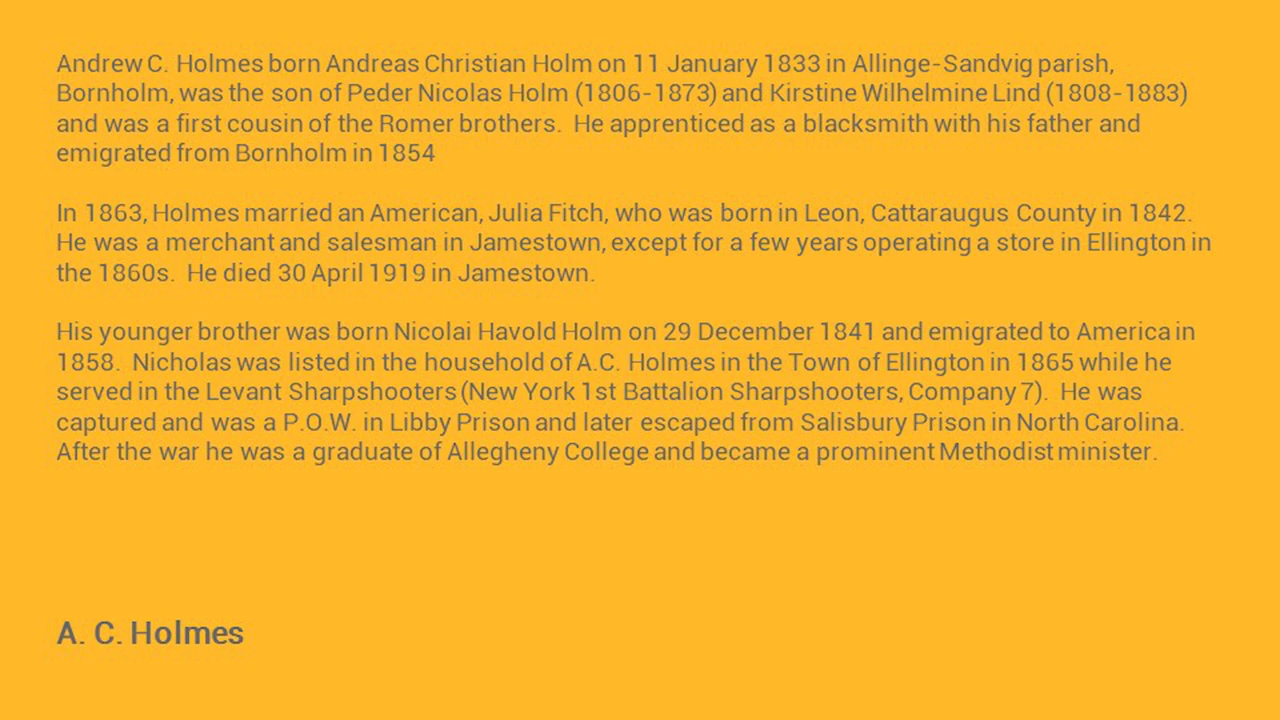 Andrew C. Holmes born Andreas Christian Holm on 11 January 1833 in Allinge-Sandvig parish,
Bornholm, was the son of Peder Nicolas Holm (1806-1873) and Kirstine Wilhelmine Lind (1808-1883)
and was a first cousin of the Romer brothers.  He apprenticed as a blacksmith with his father and
emigrated from Bornholm in 1854
In 1863, Holmes married an American, Julia Fitch, who was born in Leon, Cattaraugus County in 1842.
He was a merchant and salesman in Jamestown, except for a few years operating a store in Ellington in
the 1860s.  He died 30 April 1919 in Jamestown.
His younger brother was born Nicolai Havold Holm on 29 December 1841 and emigrated to America in
1858.  Nicholas was listed in the household of A.C. Holmes in the Town of Ellington in 1865 while he
served in the Levant Sharpshooters (New York 1st Battalion Sharpshooters, Company 7).  He was
captured and was a P.O.W. in Libby Prison and later escaped from Salisbury Prison in North Carolina.
After the war he was a graduate of Allegheny College and became a prominent Methodist minister.
A. C. Holmes